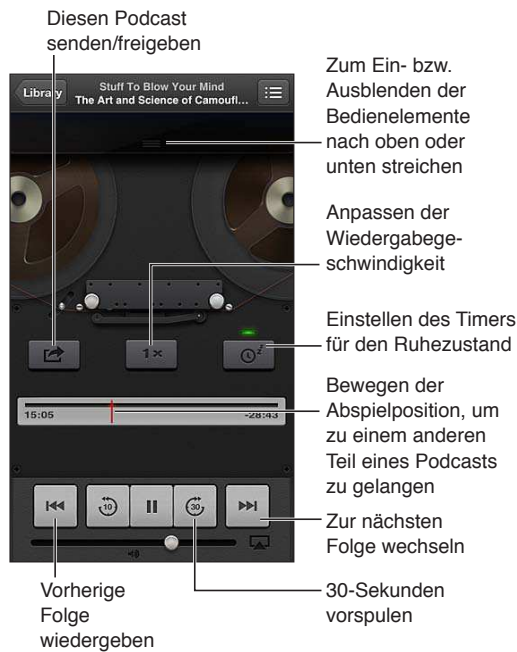 Diesen Podcast
senden/freigeben
Library
Stuff To Blow Your Mind
The Art and Science of Camoufl...
Zum Ein- bzw.
Ausblenden der
Bedienelemente
nach oben oder
unten streichen
Anpassen der
Wiedergabege-
schwindigkeit
1×
z
Einstellen des Timers
für den Ruhezustand
Bewegen der
Abspielposition, um
zu einem anderen
Teil eines Podcasts
zu gelangen
15:05
-28:43
10
30
Zur nächsten
Folge wechseln
Vorherige
Folge
wiedergeben
30-Sekunden
vorspulen